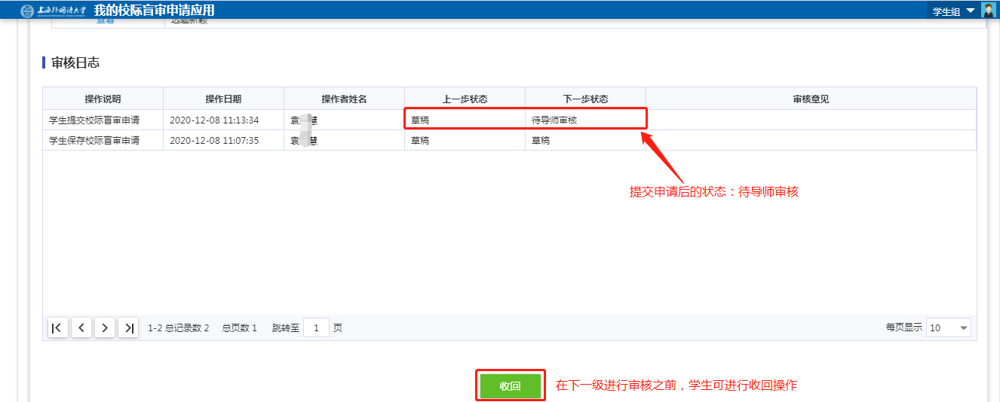 上海外国语大学 我的校际盲审申请应用 学生组
查看 选题新颖
审核日志
操作说明 操作日期 操作者姓名 上一步状态 下一步状态 审核意见
学生提交校际盲审申请 2020-12-08 11:13:34 袁 慧 草稿 待导师审核
学生保存校际盲审申请 2020-12-08 11:07:35 袁 慧 草稿 草稿
提交申请后的状态：待导师审核
1-2 总记录数 2 总页数 1 跳转至 1 页 每页显示 10
收回 在下一级进行审核之前，学生可进行收回操作